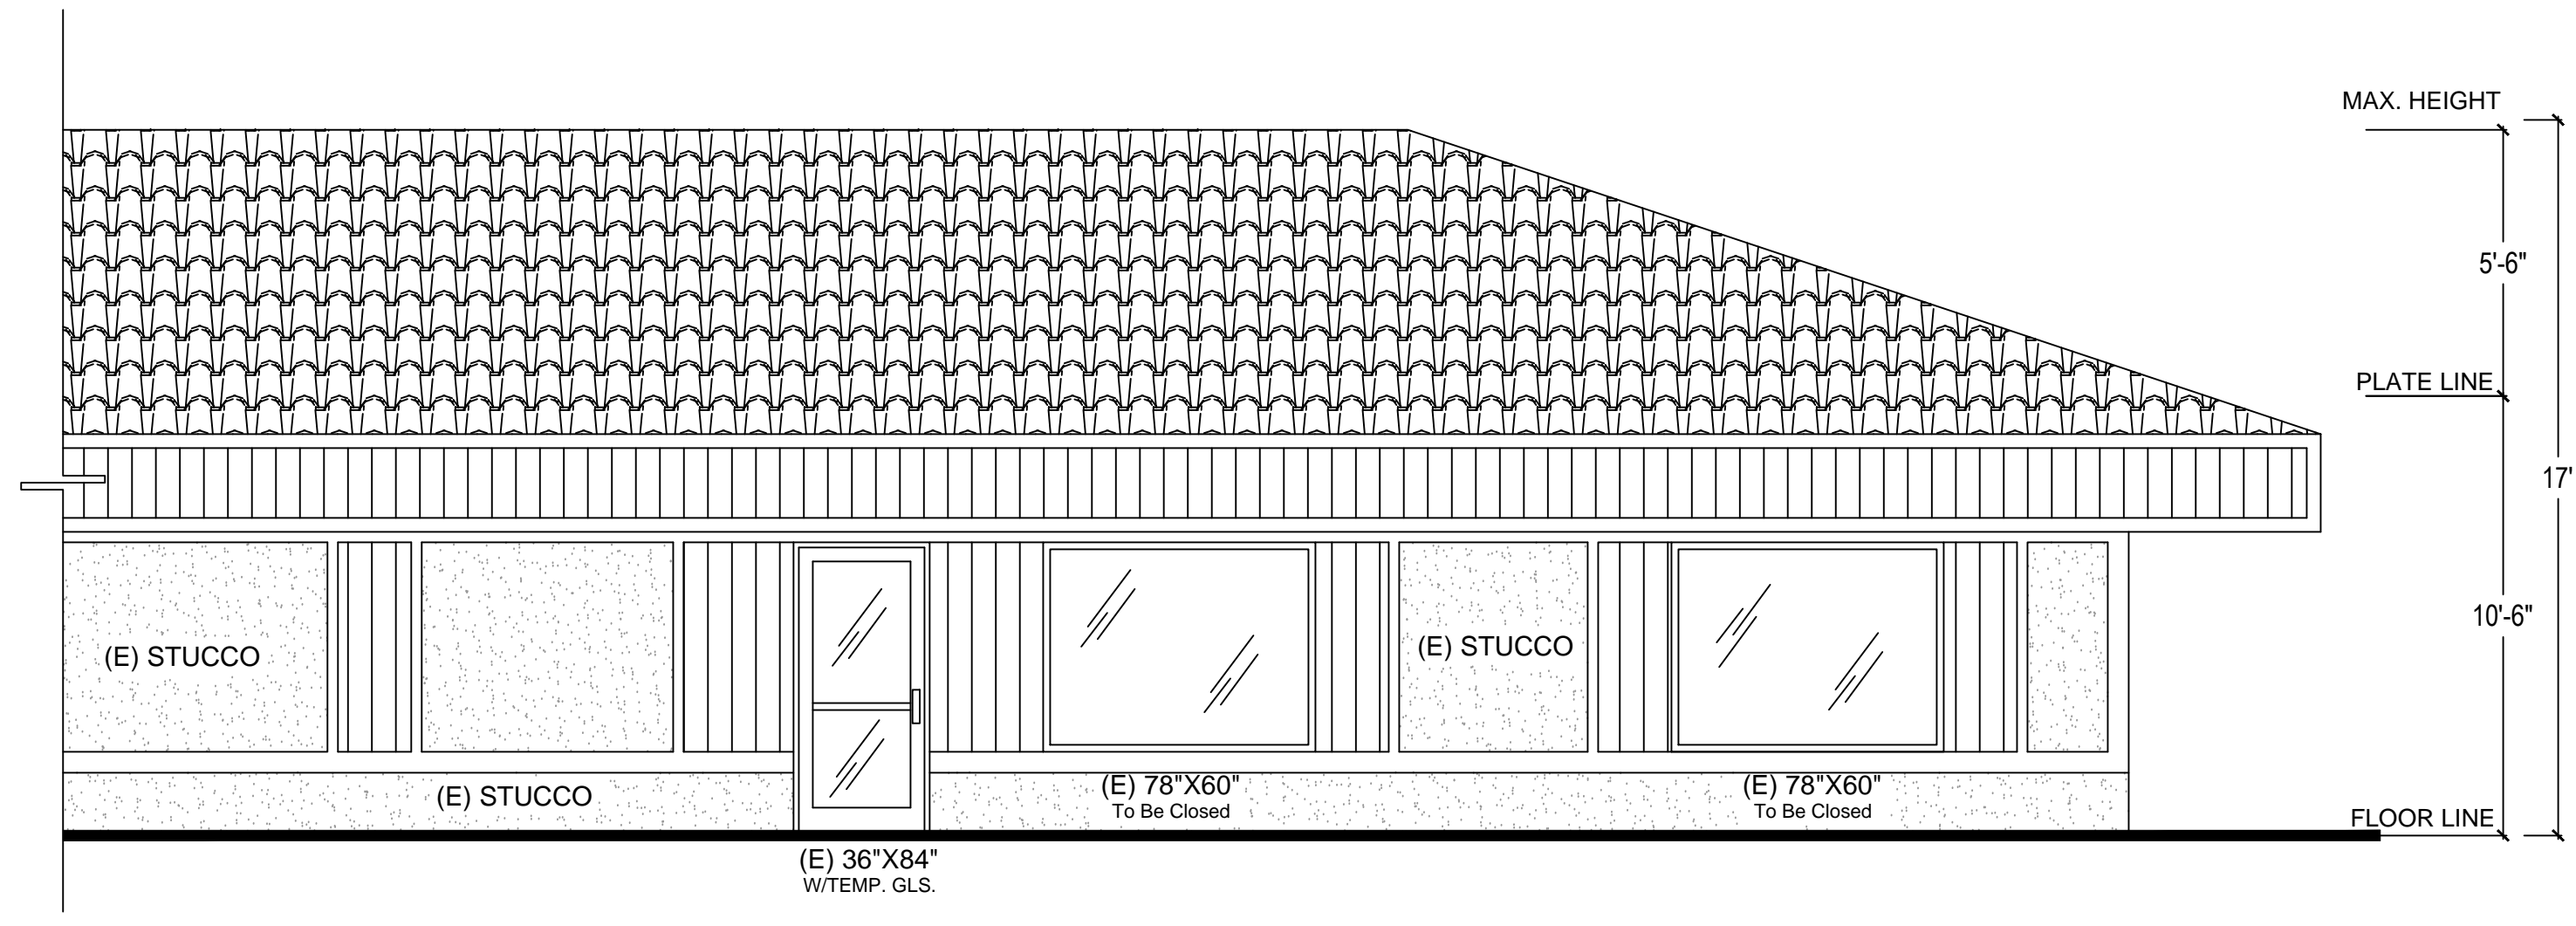 MAX. HEIGHT
5'-6"
PLATE LINE
17'
10'-6"
(E) STUCCO
(E) STUCCO
(E) STUCCO
(E) 78"X60"
To Be Closed
(E) 78"X60"
To Be Closed
FLOOR LINE
(E) 36"X84"
W/TEMP. GLS.